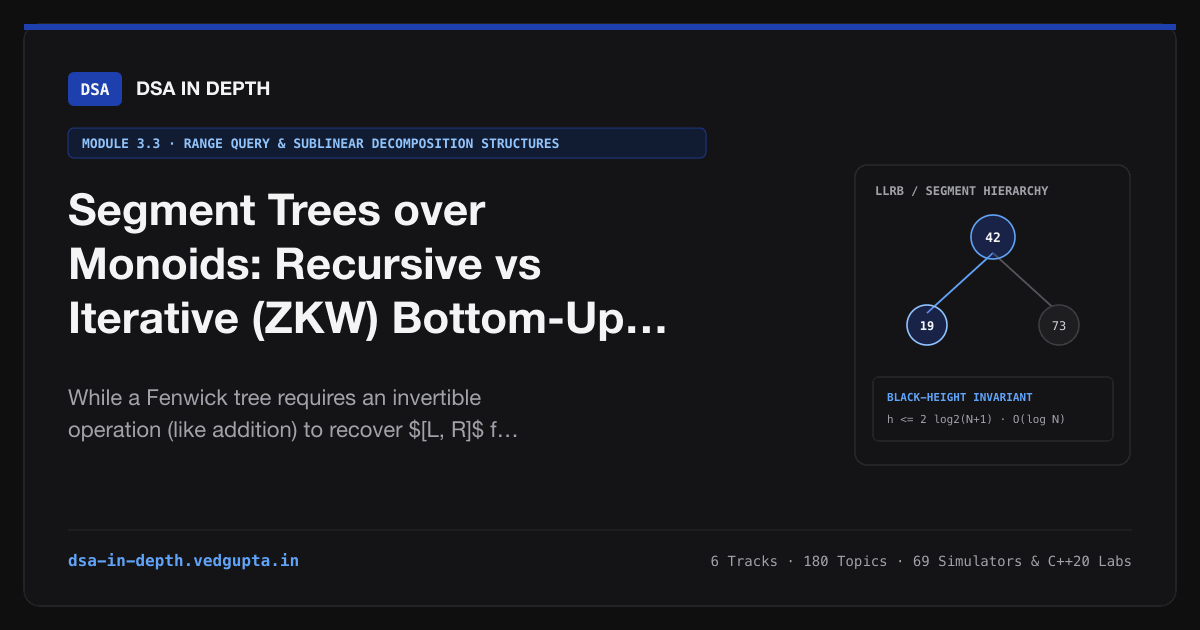 DSA
DSA IN DEPTH
MODULE 3.3 · RANGE QUERY & SUBLINEAR DECOMPOSITION STRUCTURES
Segment Trees over
Monoids: Recursive vs
Iterative (ZKW) Bottom-Up...
While a Fenwick tree requires an invertible
operation (like addition) to recover $[L, R]$ f...
LLRB / SEGMENT HIERARCHY
42
19
73
BLACK-HEIGHT INVARIANT
h <= 2 log2(N+1) · O(log N)
dsa-in-depth.vedgupta.in
6 Tracks · 180 Topics · 69 Simulators & C++20 Labs